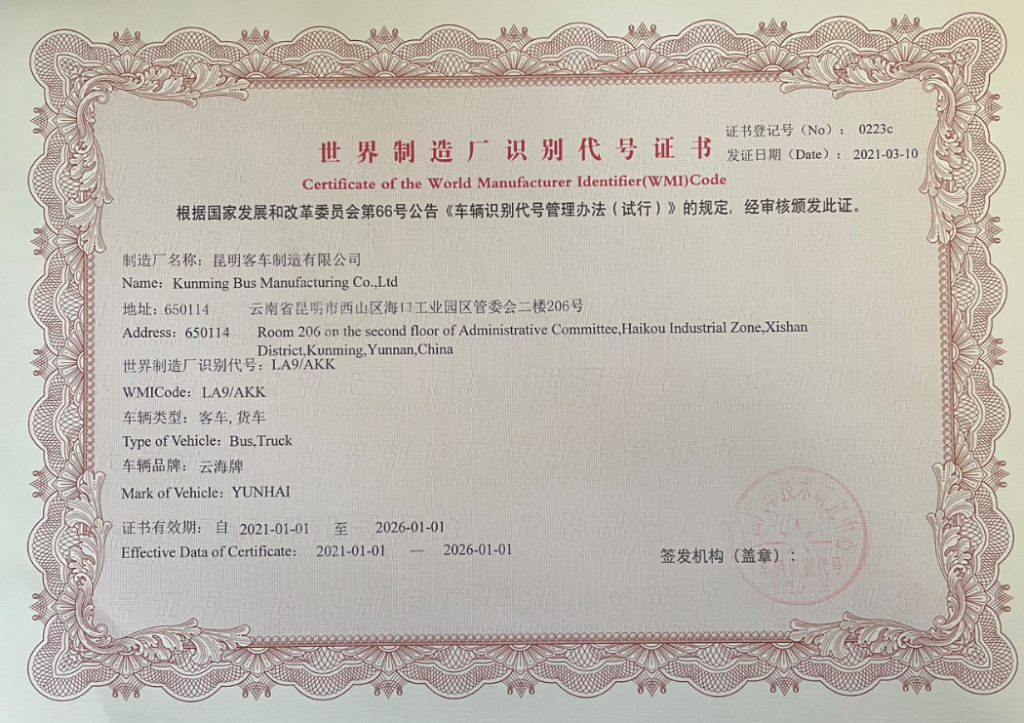 证书登记号（No）： 0223c
世界制造厂识别代号证书
发证日期（Date）： 2021-03-10
Certificate of the World Manufacturer Identifier(WMI)Code
根据国家发展和改革委员会第66号公告《车辆识别代号管理办法（试行）》的规定，经审核颁发此证。
制造厂名称：昆明客车制造有限公司
Name：Kunming Bus Manufacturing Co.,Ltd
地址：650114 云南省昆明市西山区海口工业园区管委会二楼206号
Address：650114 Room 206 on the second floor of Administrative Committee,Haikou Industrial Zone,Xishan
District,Kunming,Yunnan,China
世界制造厂识别代号：LA9/AKK
WMICode： LA9/AKK
车辆类型： 客车,货车
Type of Vehicle：Bus,Truck
车辆品牌： 云海牌
Mark of Vehicle：YUNHAI
证书有效期： 自 2021-01-01 至 2026-01-01
Effective Data of Certificate： 2021-01-01 — 2026-01-01
签发机构（盖章）：
车辆识别代号